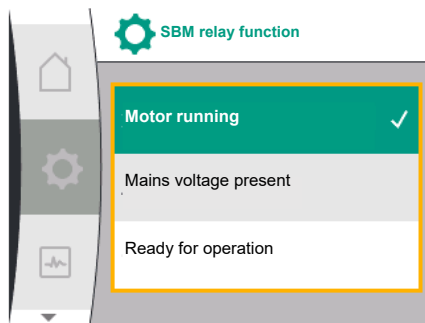 SBM relay function
Motor running
Mains voltage present
Ready for operation